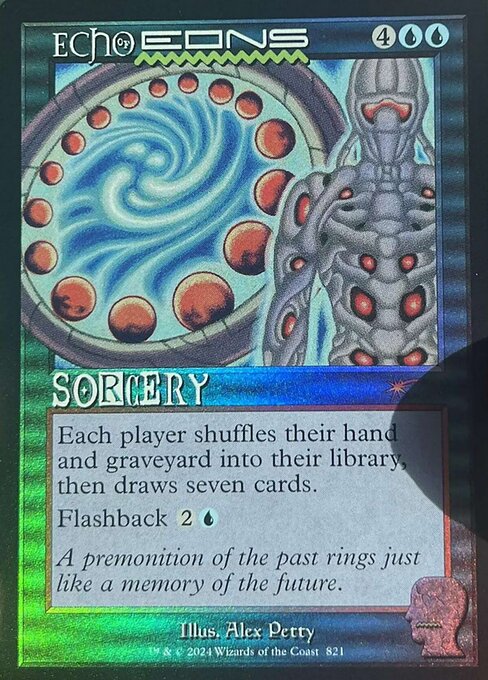 Echo of EONS 4
SORCERY
Each player shuffles their hand
and graveyard into their library,
then draws seven cards.
Flashback 2
A premonition of the past rings just
like a memory of the future.
Illus. Alex Petty
™ & © 2024 Wizards of the Coast 821